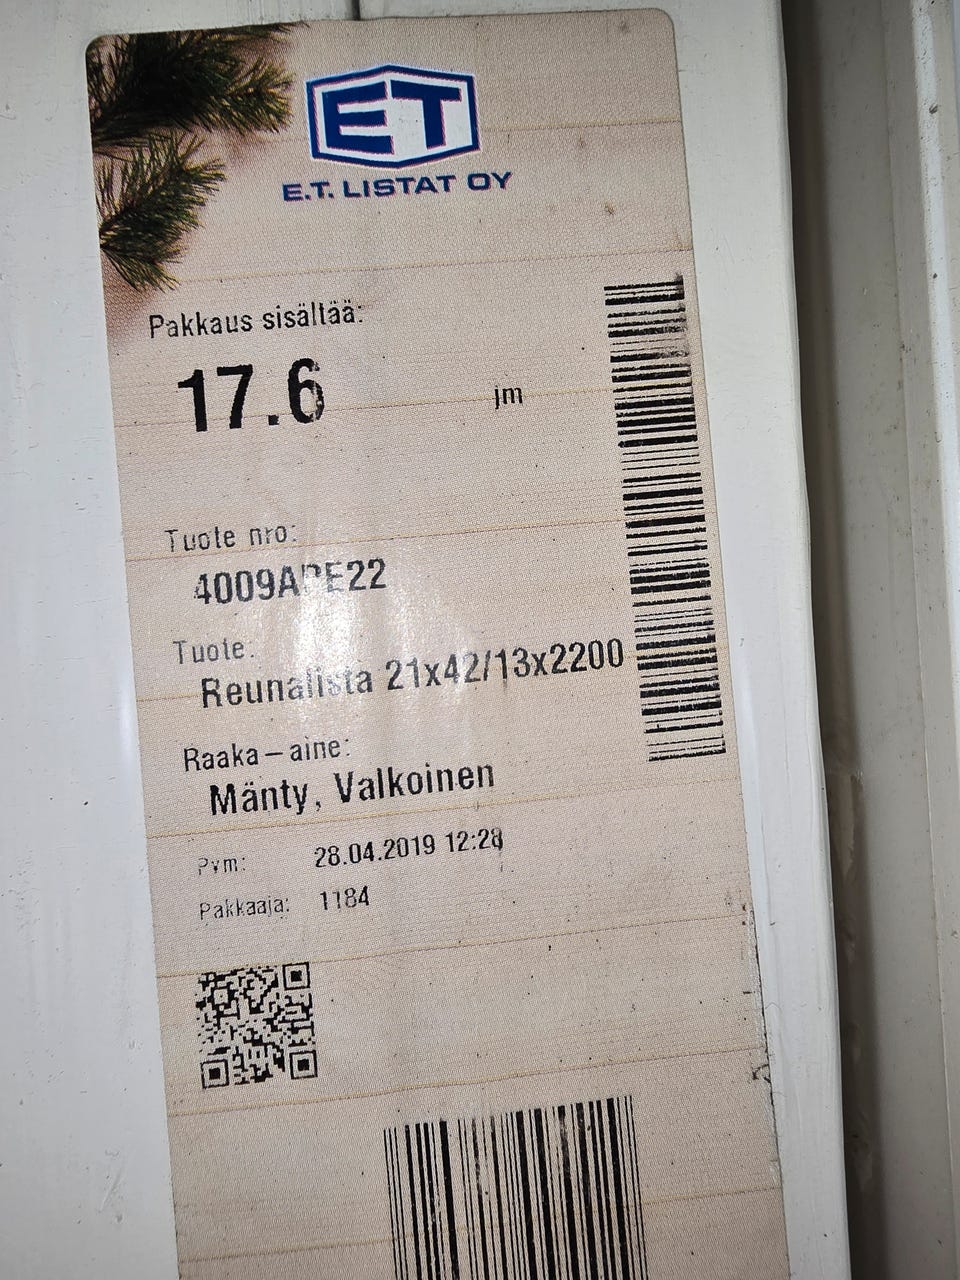 ET
E.T. LISTAT OY
Pakkaus sisältää:
17.6 jm
Tuote nro:
Tuote:
Reunalista 21x42/13x2200
Raaka-aine:
Mänty, Valkoinen
Pvm: 28.04.2019 12:28
Pakkaaja: 1184